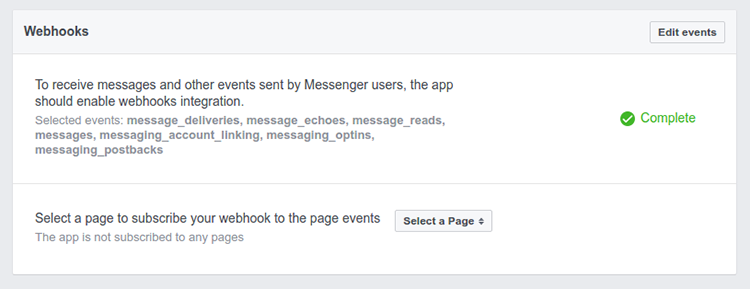 Webhooks
Edit events
To receive messages and other events sent by Messenger users, the app
should enable webhooks integration.
Selected events: message_deliveries, message_echoes, message_reads,
messages, messaging_account_linking, messaging_optins,
messaging_postbacks
Complete
Select a page to subscribe your webhook to the page events
Select a Page
The app is not subscribed to any pages